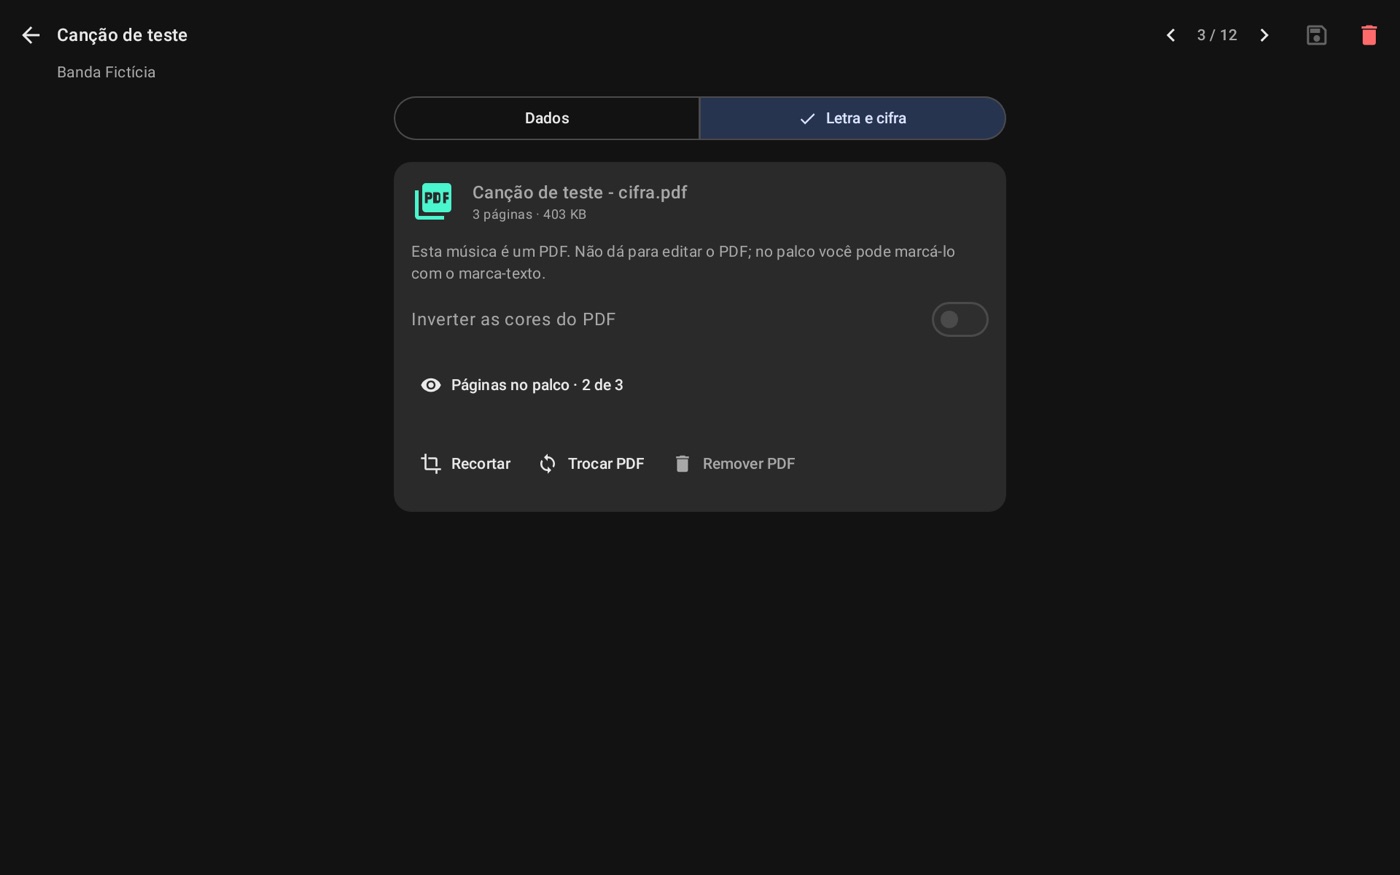 Canção de teste
3 / 12
Banda Fictícia
Dados
Letra e cifra
PDF
Canção de teste - cifra.pdf
3 páginas · 403 KB
Esta música é um PDF. Não dá para editar o PDF; no palco você pode marcá-lo
com o marca-texto.
Inverter as cores do PDF
Páginas no palco · 2 de 3
Recortar
Trocar PDF
Remover PDF